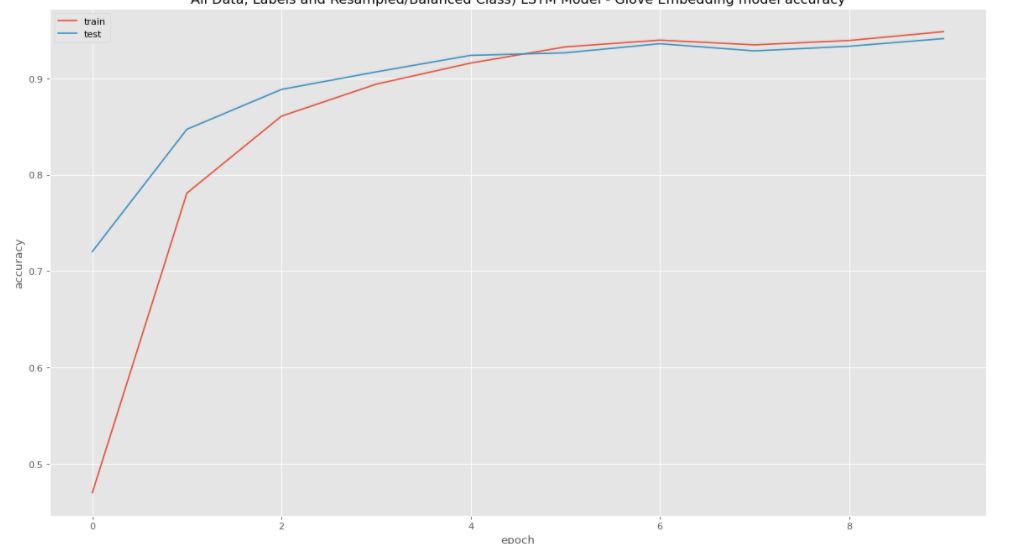 All Data, Labels and Resampled/Balanced Class) LSTM Model - Glove Embedding model accuracy
train
test
0.9
0.8
accuracy
0.7
0.6
0.5
0
2
4
6
8
epoch